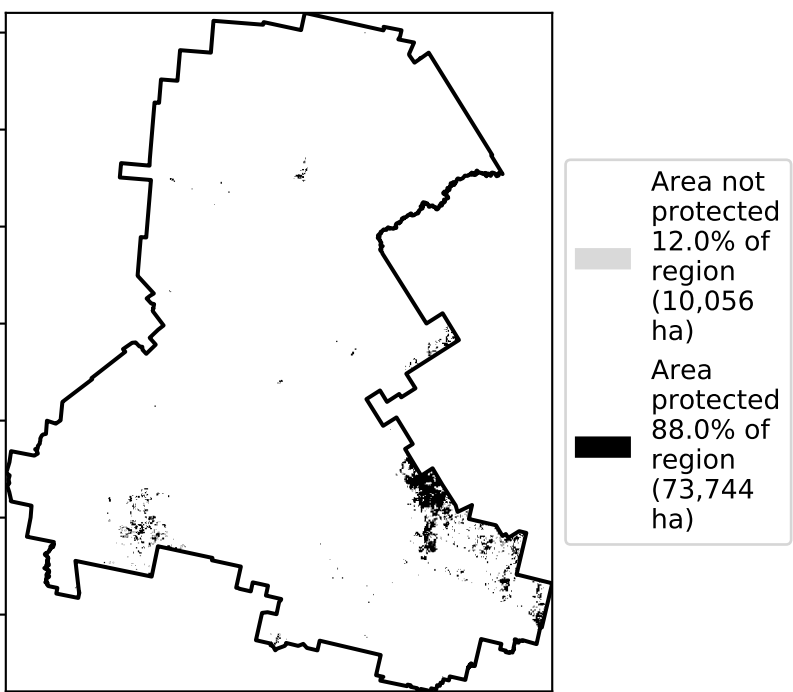 Area not
protected
12.0% of
region
(10,056
ha)
Area
protected
88.0% of
region
(73,744
ha)